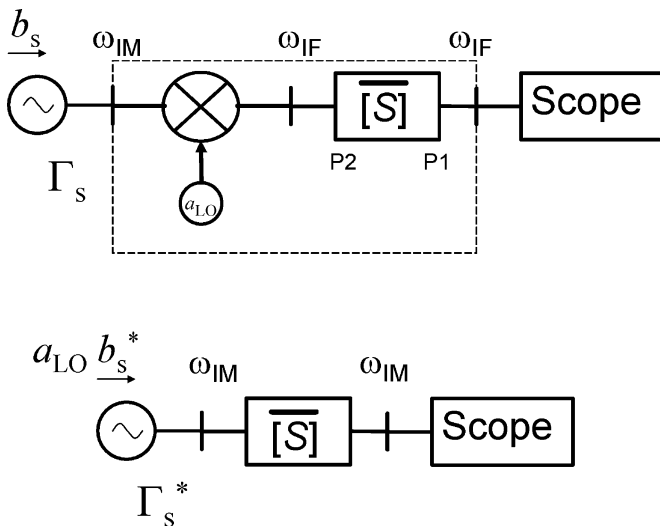 b_s
ω_IM
ω_IF
ω_IF
[S̅]
Scope
P2
P1
Γ_s
a_LO
a_LO b_s*
ω_IM
ω_IM
[S̅]
Scope
Γ_s*